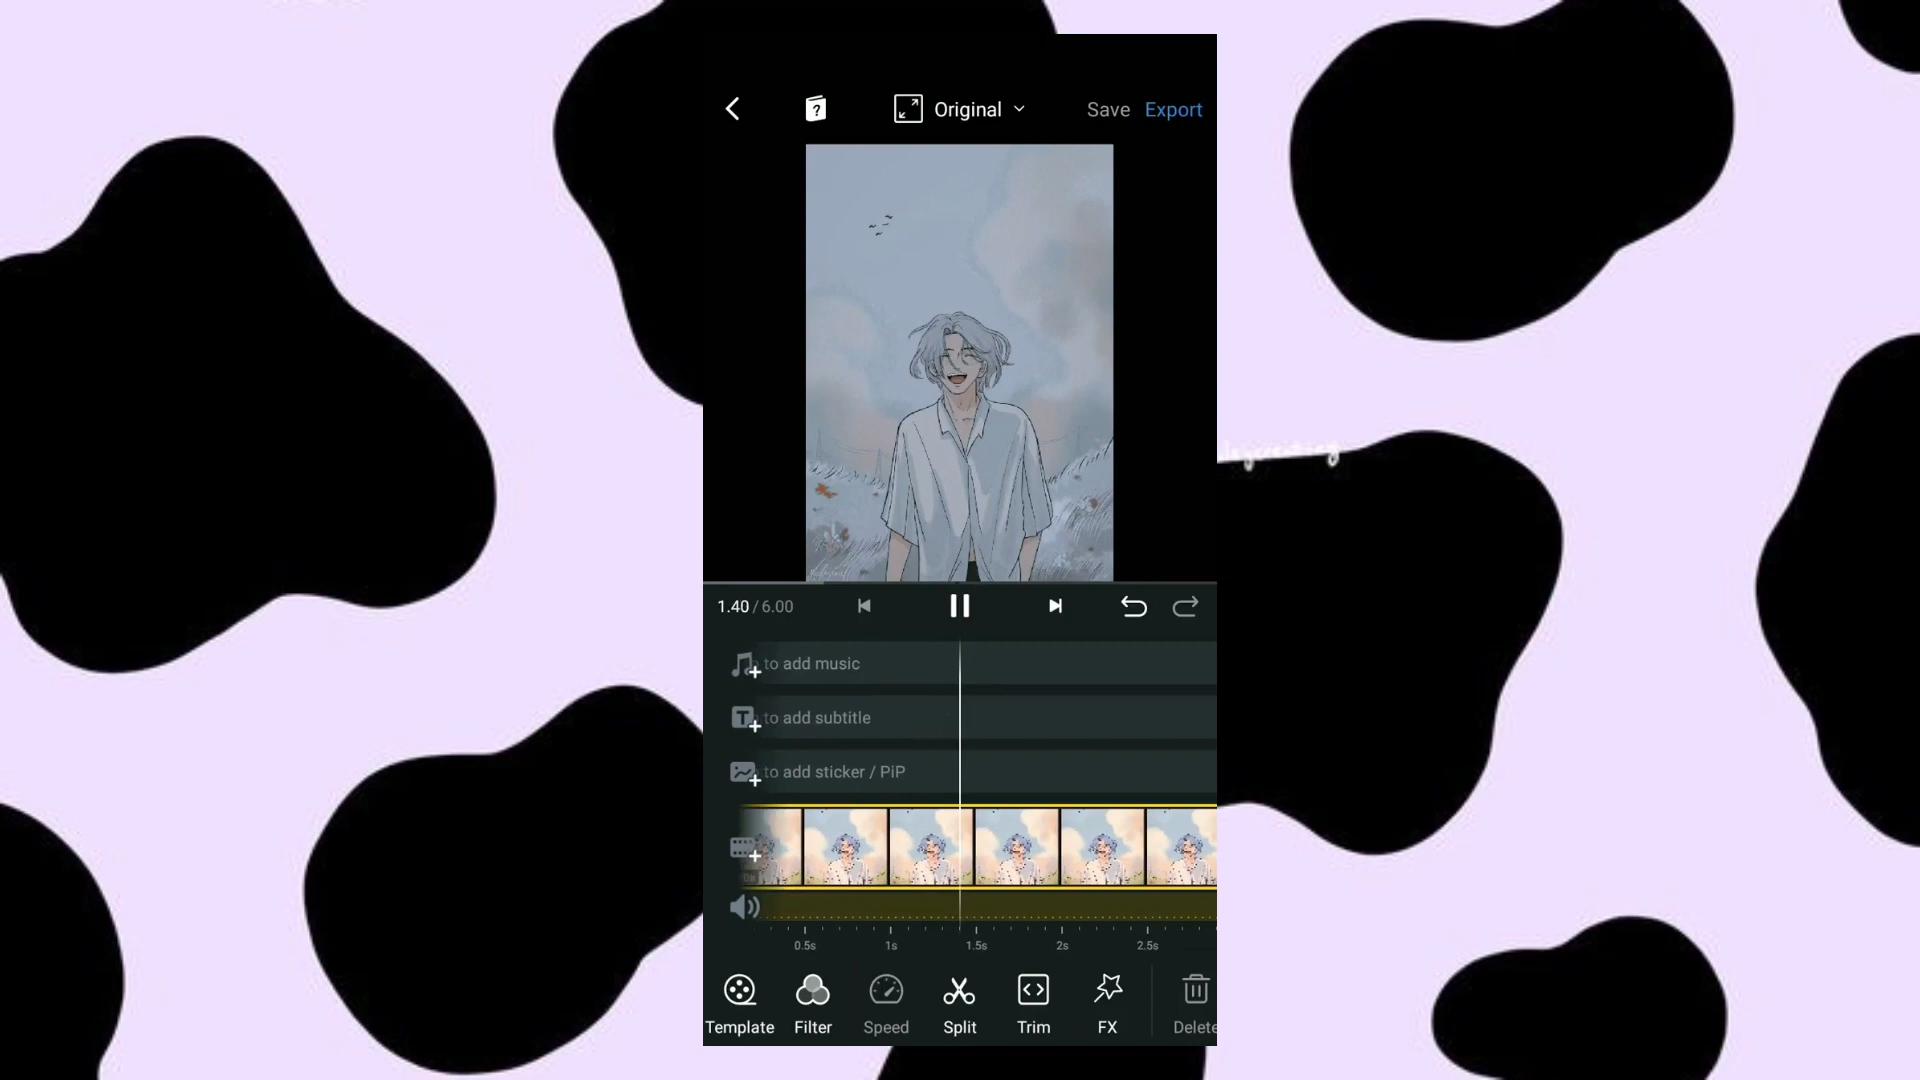 Original
Save Export
1.40 / 6.00
to add music
T to add subtitle
to add sticker / PiP
0.5s 1s 1.5s 2s 2.5s
Template Filter Speed Split Trim FX Delete